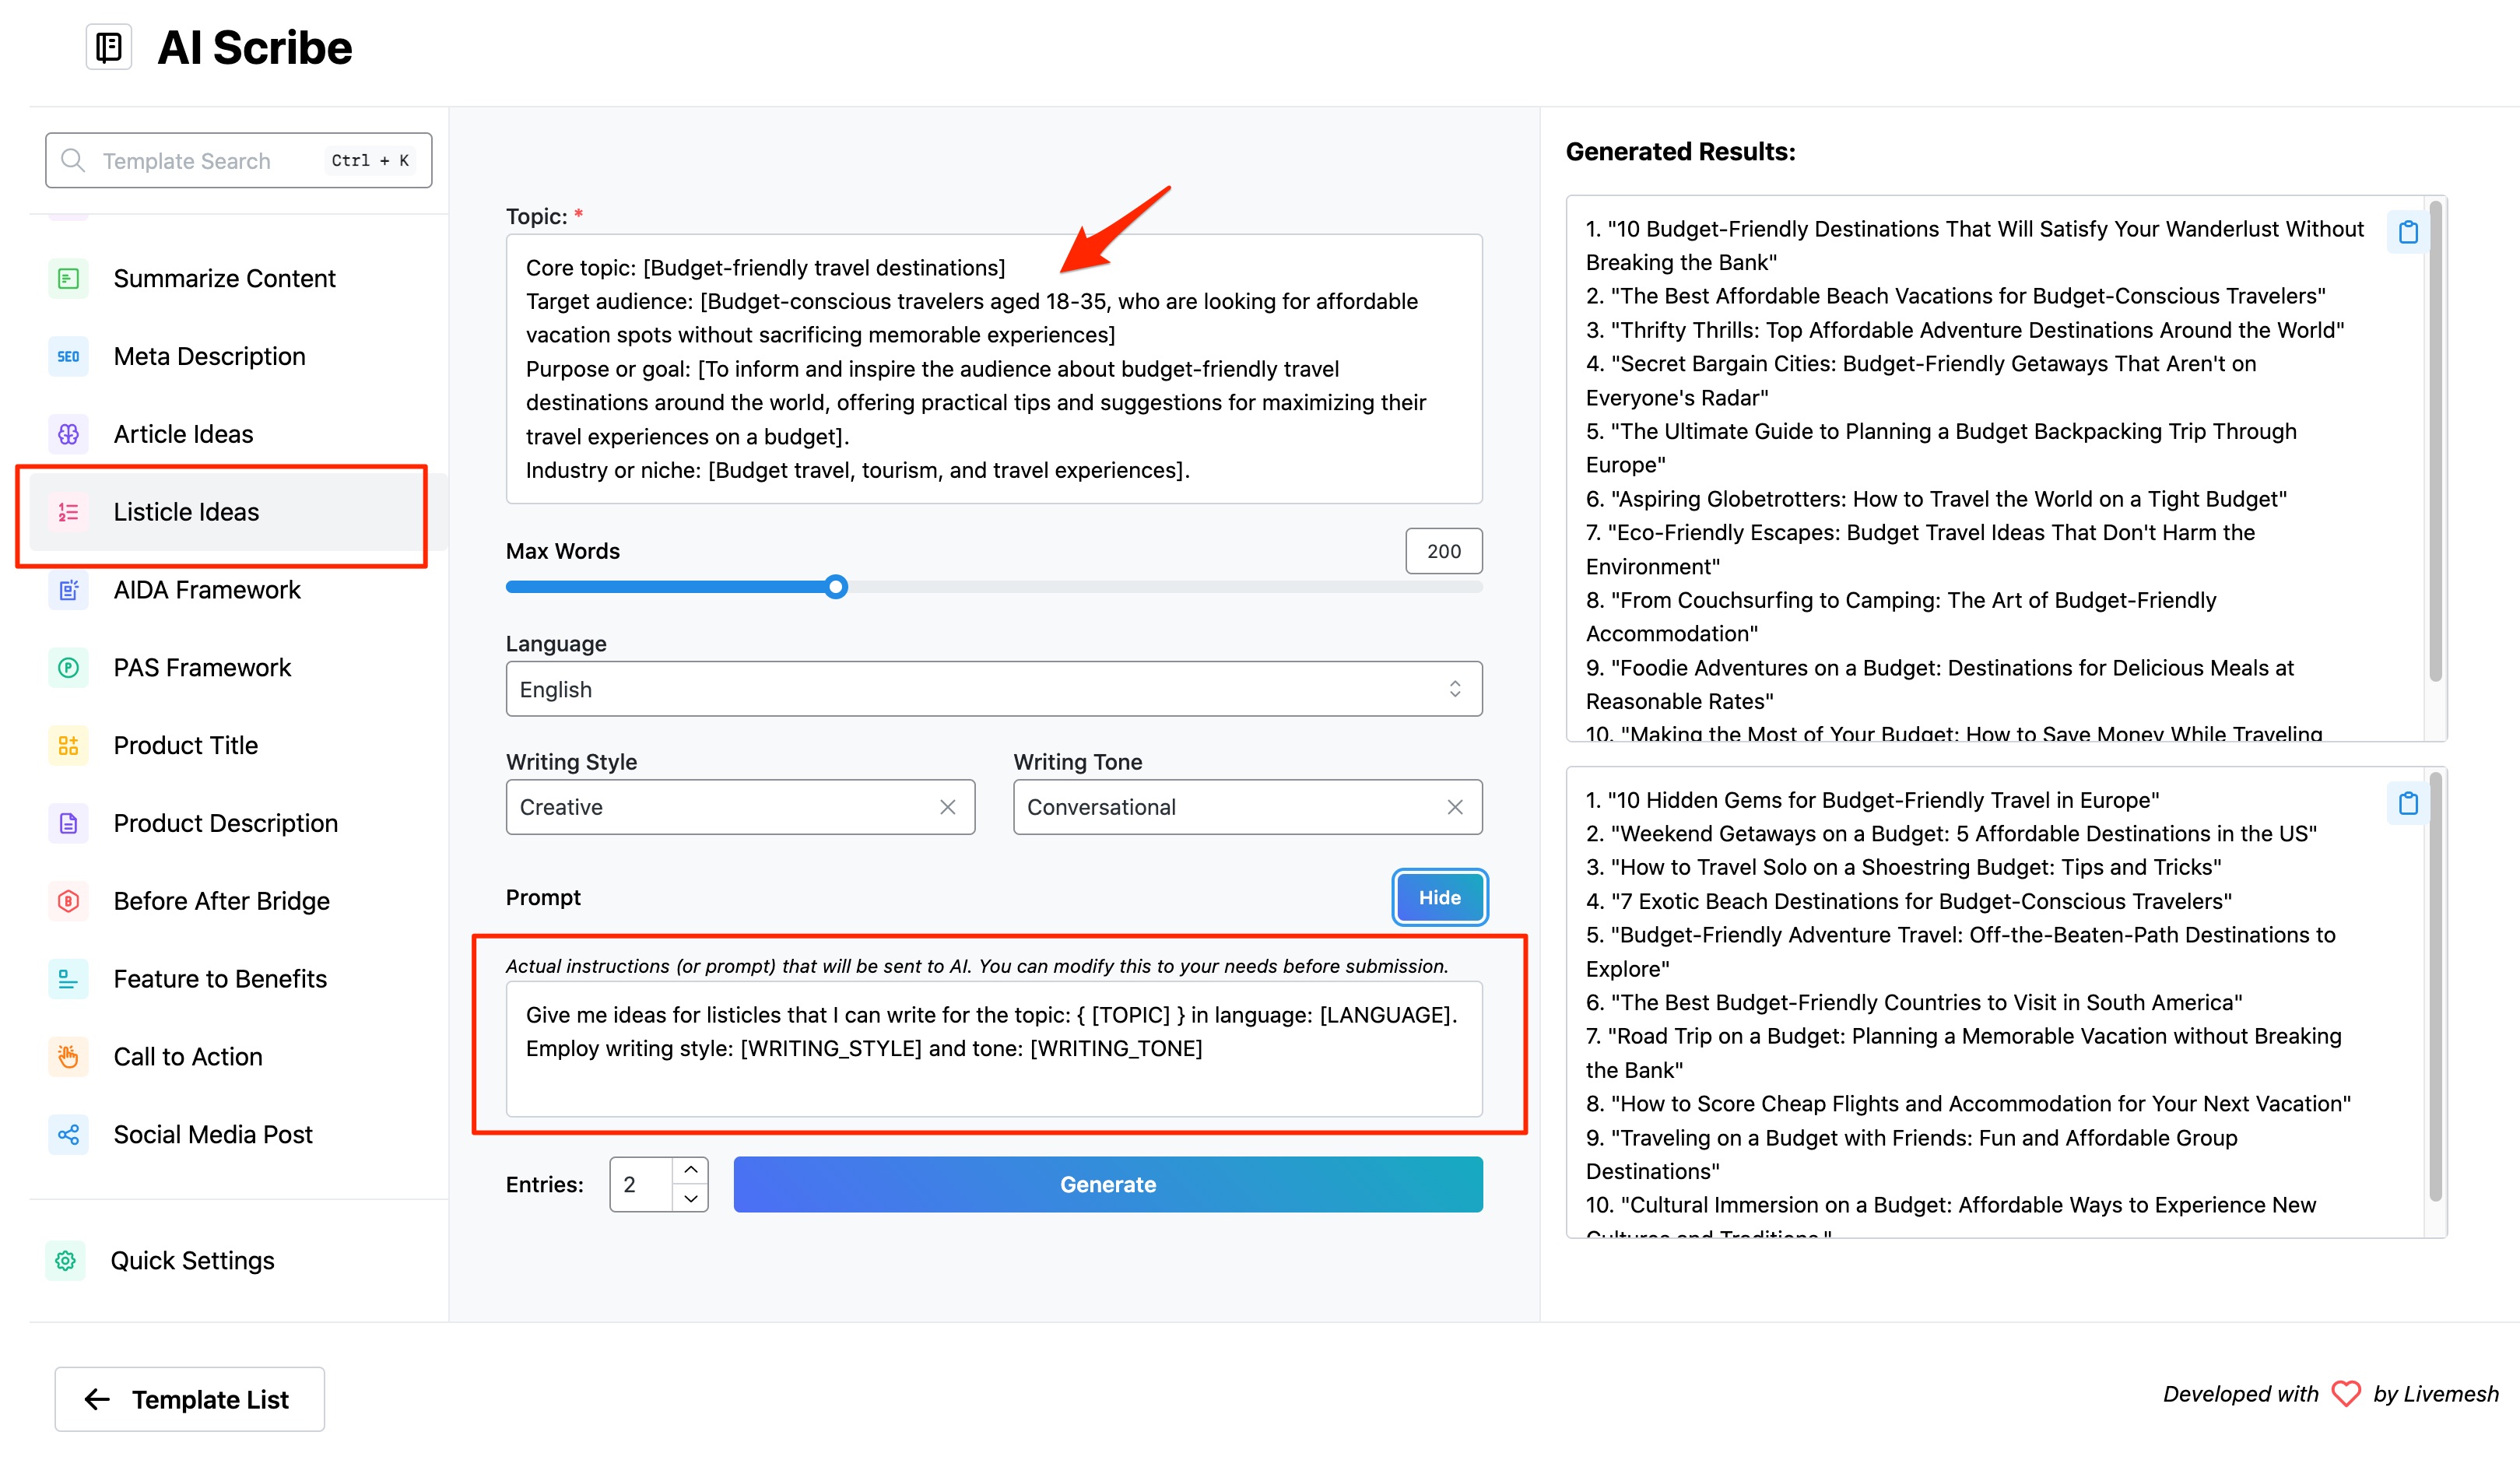 AI Scribe
Template Search
Ctrl + K
Summarize Content
SEO
Meta Description
Article Ideas
1
2
Listicle Ideas
AIDA Framework
P
PAS Framework
Product Title
Product Description
B
Before After Bridge
Feature to Benefits
Call to Action
Social Media Post
Quick Settings
Topic: *
Core topic: [Budget-friendly travel destinations]
Target audience: [Budget-conscious travelers aged 18-35, who are looking for affordable
vacation spots without sacrificing memorable experiences]
Purpose or goal: [To inform and inspire the audience about budget-friendly travel
destinations around the world, offering practical tips and suggestions for maximizing their
travel experiences on a budget].
Industry or niche: [Budget travel, tourism, and travel experiences].
Max Words
200
Language
English
Writing Style
Writing Tone
Creative
Conversational
Prompt
Hide
Actual instructions (or prompt) that will be sent to AI. You can modify this to your needs before submission.
Give me ideas for listicles that I can write for the topic: { [TOPIC] } in language: [LANGUAGE].
Employ writing style: [WRITING_STYLE] and tone: [WRITING_TONE]
Entries:
2
Generate
Generated Results:
1. "10 Budget-Friendly Destinations That Will Satisfy Your Wanderlust Without
Breaking the Bank"
2. "The Best Affordable Beach Vacations for Budget-Conscious Travelers"
3. "Thrifty Thrills: Top Affordable Adventure Destinations Around the World"
4. "Secret Bargain Cities: Budget-Friendly Getaways That Aren't on
Everyone's Radar"
5. "The Ultimate Guide to Planning a Budget Backpacking Trip Through
Europe"
6. "Aspiring Globetrotters: How to Travel the World on a Tight Budget"
7. "Eco-Friendly Escapes: Budget Travel Ideas That Don't Harm the
Environment"
8. "From Couchsurfing to Camping: The Art of Budget-Friendly
Accommodation"
9. "Foodie Adventures on a Budget: Destinations for Delicious Meals at
Reasonable Rates"
10. "Making the Most of Your Budget: How to Save Money While Traveling
1. "10 Hidden Gems for Budget-Friendly Travel in Europe"
2. "Weekend Getaways on a Budget: 5 Affordable Destinations in the US"
3. "How to Travel Solo on a Shoestring Budget: Tips and Tricks"
4. "7 Exotic Beach Destinations for Budget-Conscious Travelers"
5. "Budget-Friendly Adventure Travel: Off-the-Beaten-Path Destinations to
Explore"
6. "The Best Budget-Friendly Countries to Visit in South America"
7. "Road Trip on a Budget: Planning a Memorable Vacation without Breaking
the Bank"
8. "How to Score Cheap Flights and Accommodation for Your Next Vacation"
9. "Traveling on a Budget with Friends: Fun and Affordable Group
Destinations"
10. "Cultural Immersion on a Budget: Affordable Ways to Experience New
Cultures and Traditions."
Template List
Developed with by Livemesh